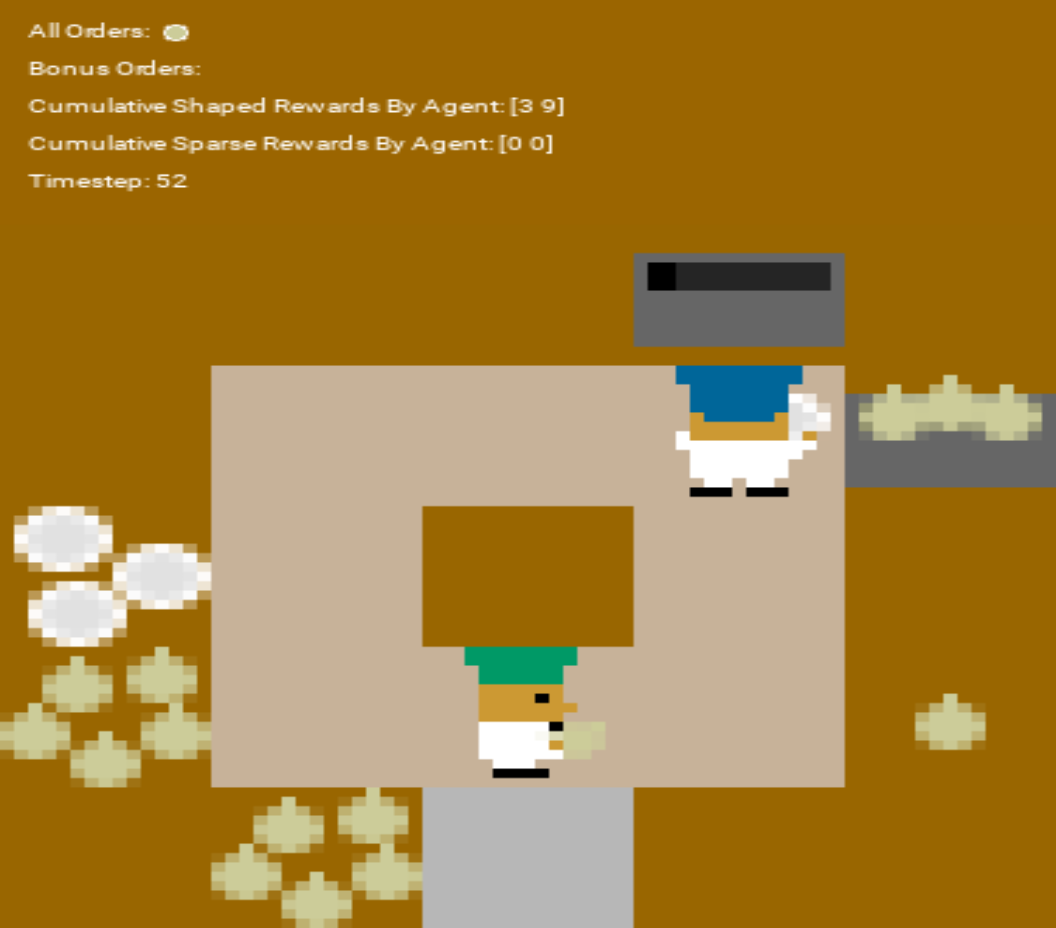 All Orders:
Bonus Orders:
Cumulative Shaped Rewards By Agent: [3 9]
Cumulative Sparse Rewards By Agent: [0 0]
Timestep: 52